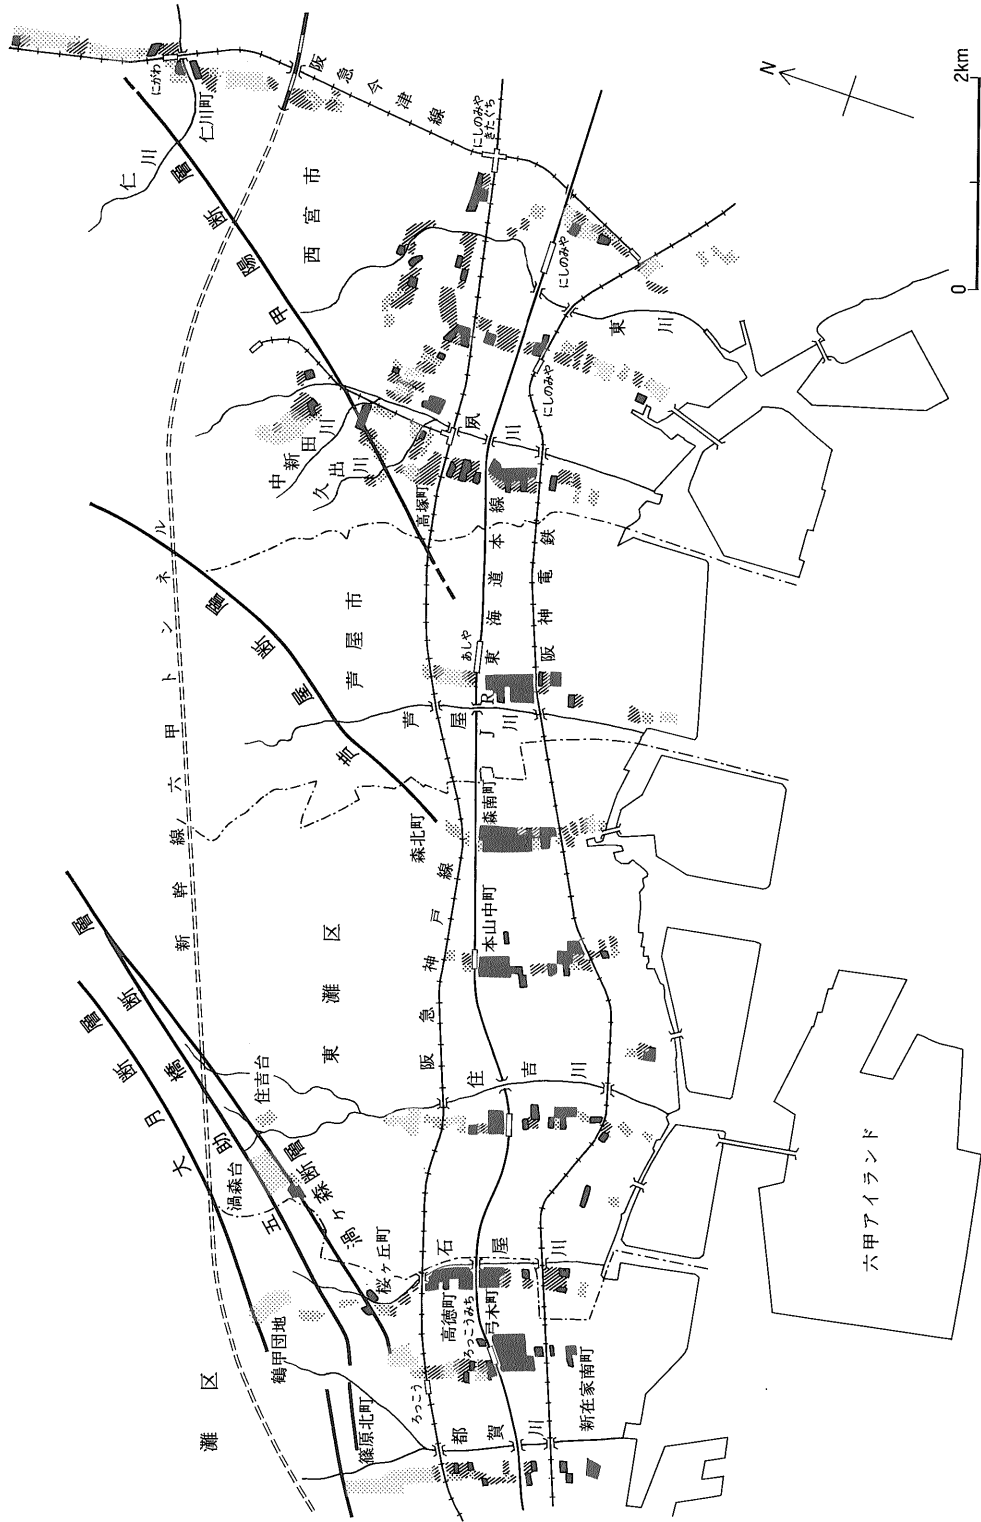 灘区
東灘区
芦屋市
西宮市
大月断層
五助橋断層
渦ヶ森断層
芦屋断層
甲陽断層
新幹線六甲トンネル
阪急神戸線
JR東海道本線
阪神電鉄
阪急今津線
都賀川
石屋川
住吉川
芦屋川
夙川
東川
中新田川
久出川
仁川
篠原北町
鶴甲団地
渦森台
住吉台
桜ヶ丘町
高徳町
弓木町
新在家南町
本山中町
森北町
森南町
高塚町
仁川町
ろっこう
ろっこうみち
あしや
にしのみや
にしのみや
にしのみや
きたぐち
にがわ
六甲アイランド
N
0
2km